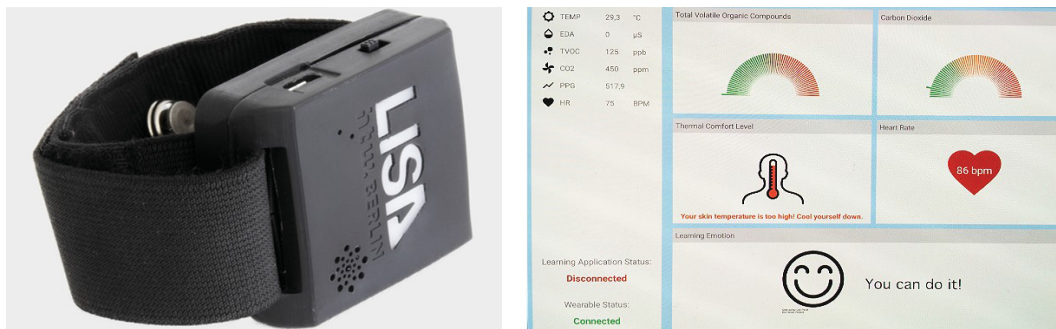 LISA
HTW BERLIN
TEMP 29,3 °C
EDA 0 µS
TVOC 125 ppb
CO2 450 ppm
PPG 517,9
HR 75 BPM
Learning Application Status:
Disconnected
Wearable Status:
Connected
Total Volatile Organic Compounds
Carbon Dioxide
Thermal Comfort Level
Your skin temperature is too high! Cool yourself down.
Heart Rate
86 bpm
Learning Emotion
You can do it!